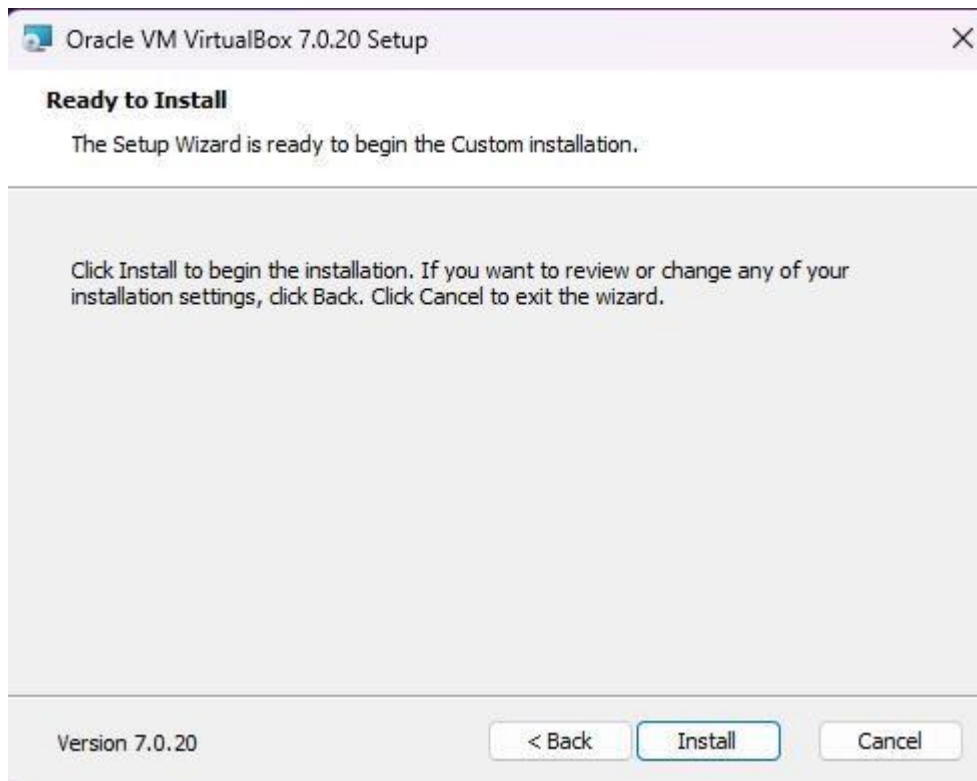 Oracle VM VirtualBox 7.0.20 Setup
Ready to Install
The Setup Wizard is ready to begin the Custom installation.
Click Install to begin the installation. If you want to review or change any of your
installation settings, click Back. Click Cancel to exit the wizard.
Version 7.0.20
< Back
Install
Cancel